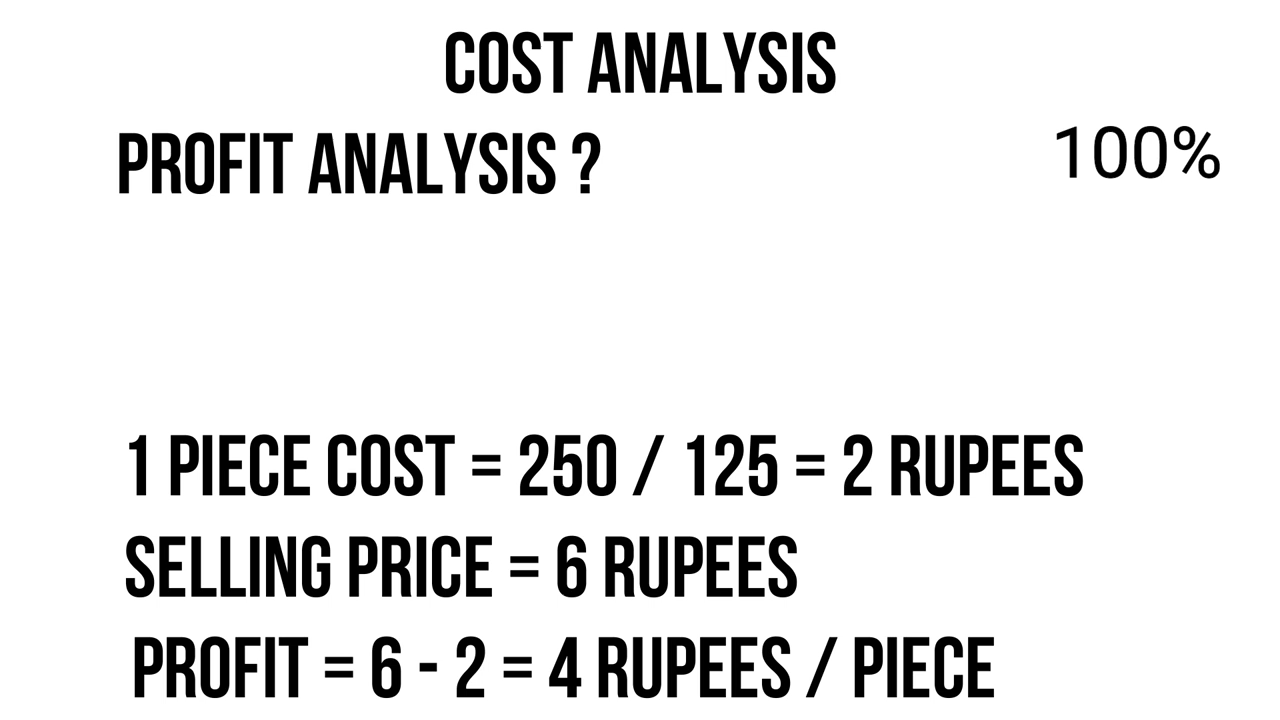 COST ANALYSIS
PROFIT ANALYSIS ?
100%
1 PIECE COST = 250 / 125 = 2 RUPEES
SELLING PRICE = 6 RUPEES
PROFIT = 6 - 2 = 4 RUPEES / PIECE